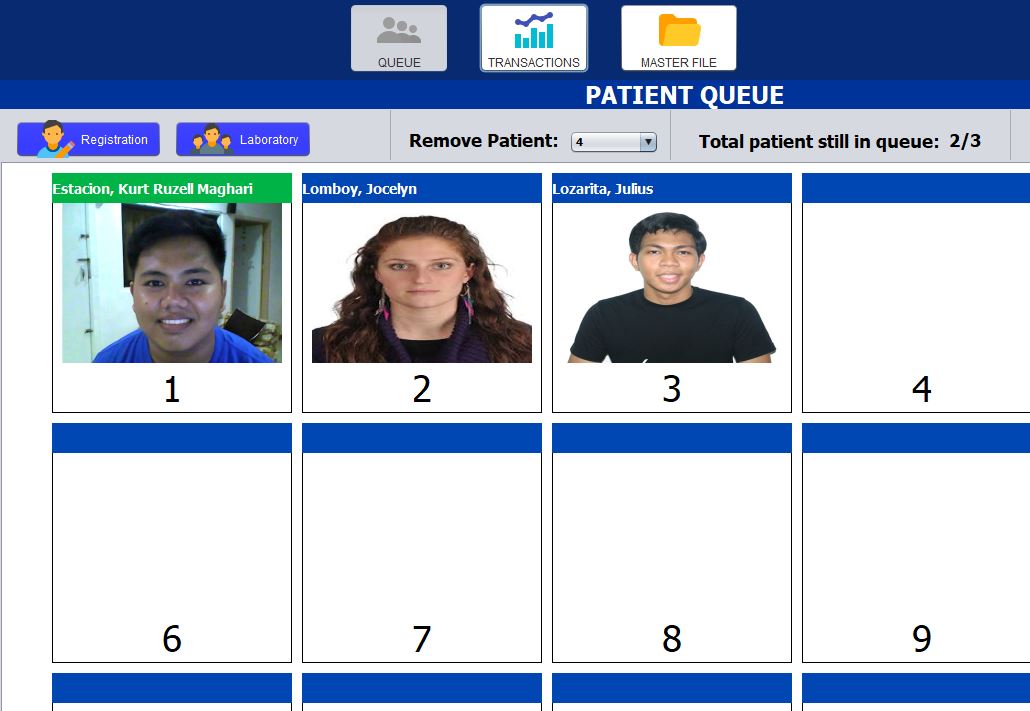 QUEUE
TRANSACTIONS
MASTER FILE
PATIENT QUEUE
Registration
Laboratory
Remove Patient:
4
Total patient still in queue: 2/3
Estacion, Kurt Ruzell Maghari
Lomboy, Jocelyn
Lozarita, Julius
1
2
3
4
6
7
8
9